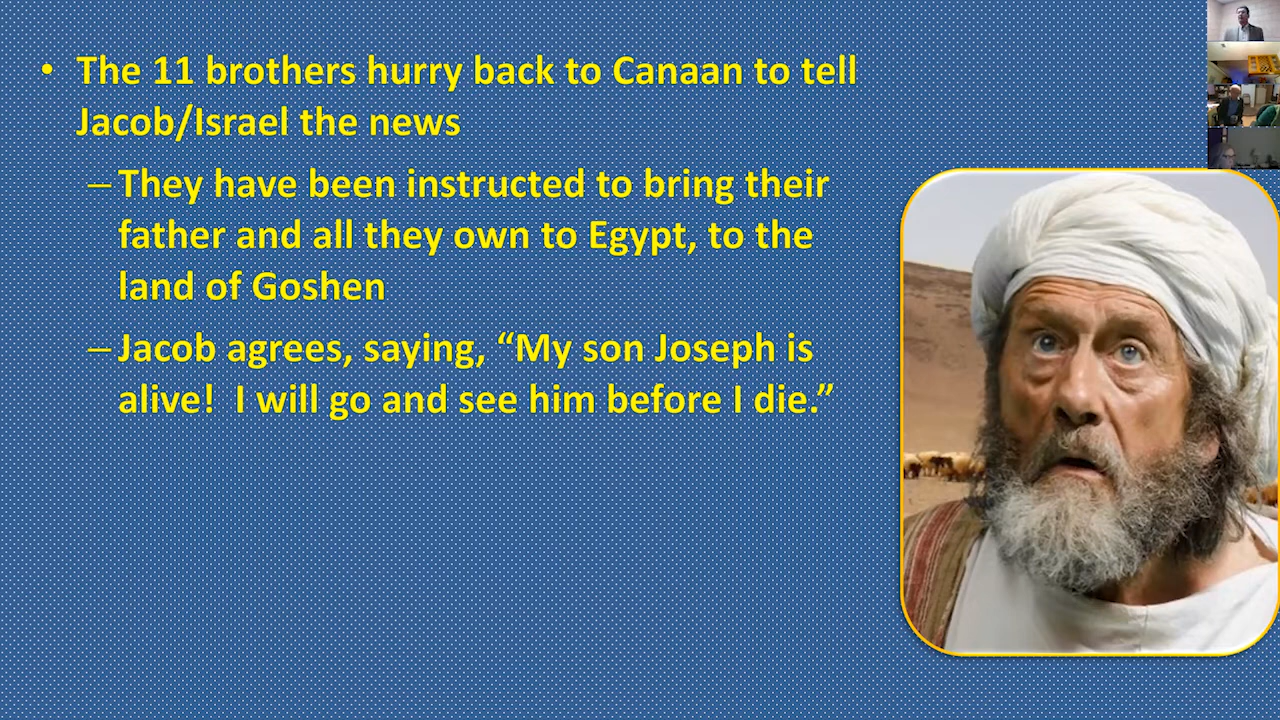 • The 11 brothers hurry back to Canaan to tell
Jacob/Israel the news
– They have been instructed to bring their
father and all they own to Egypt, to the
land of Goshen
– Jacob agrees, saying, “My son Joseph is
alive!  I will go and see him before I die.”